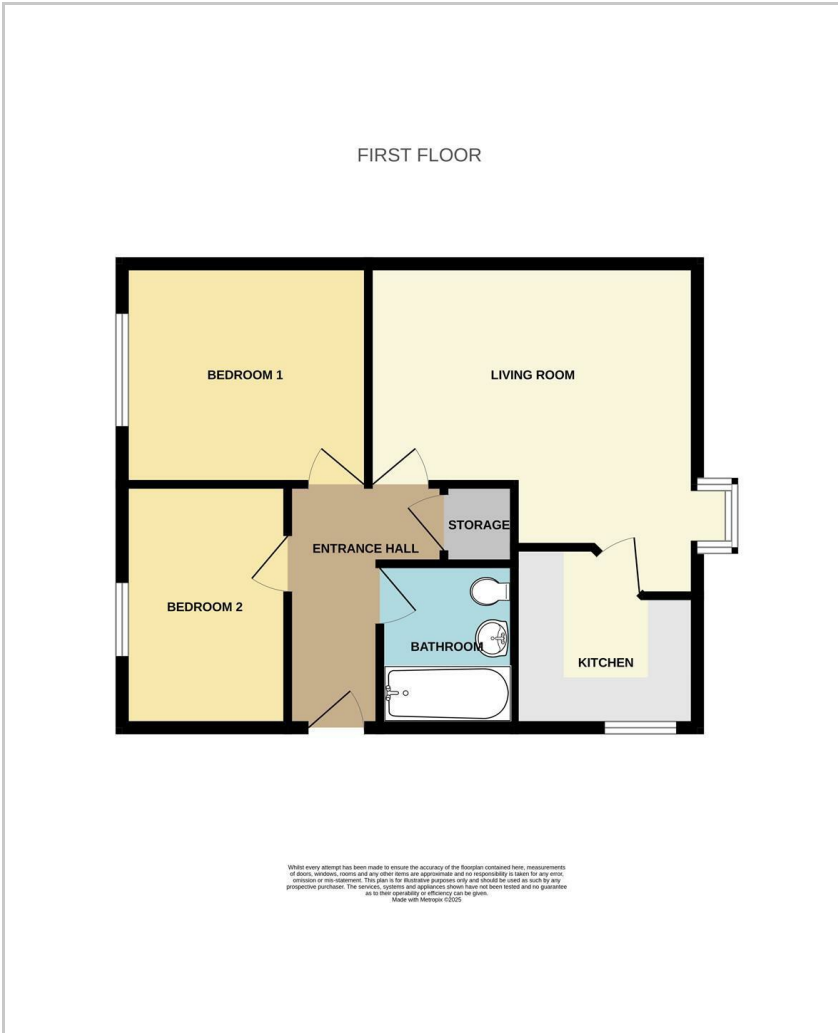 FIRST FLOOR
BEDROOM 1
LIVING ROOM
STORAGE
ENTRANCE HALL
BEDROOM 2
BATHROOM
KITCHEN
Whilst every attempt has been made to ensure the accuracy of the floorplan contained here, measurements
of doors, windows, rooms and any other items are approximate and no responsibility is taken for any error,
omission or mis-statement. This plan is for illustrative purposes only and should be used as such by any
prospective purchaser. The services, systems and appliances shown have not been tested and no guarantee
as to their operability or efficiency can be given.
Made with Metropix ©2025